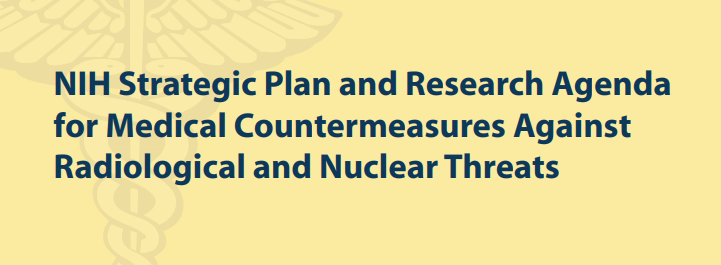 NIH Strategic Plan and Research Agenda
for Medical Countermeasures Against
Radiological and Nuclear Threats